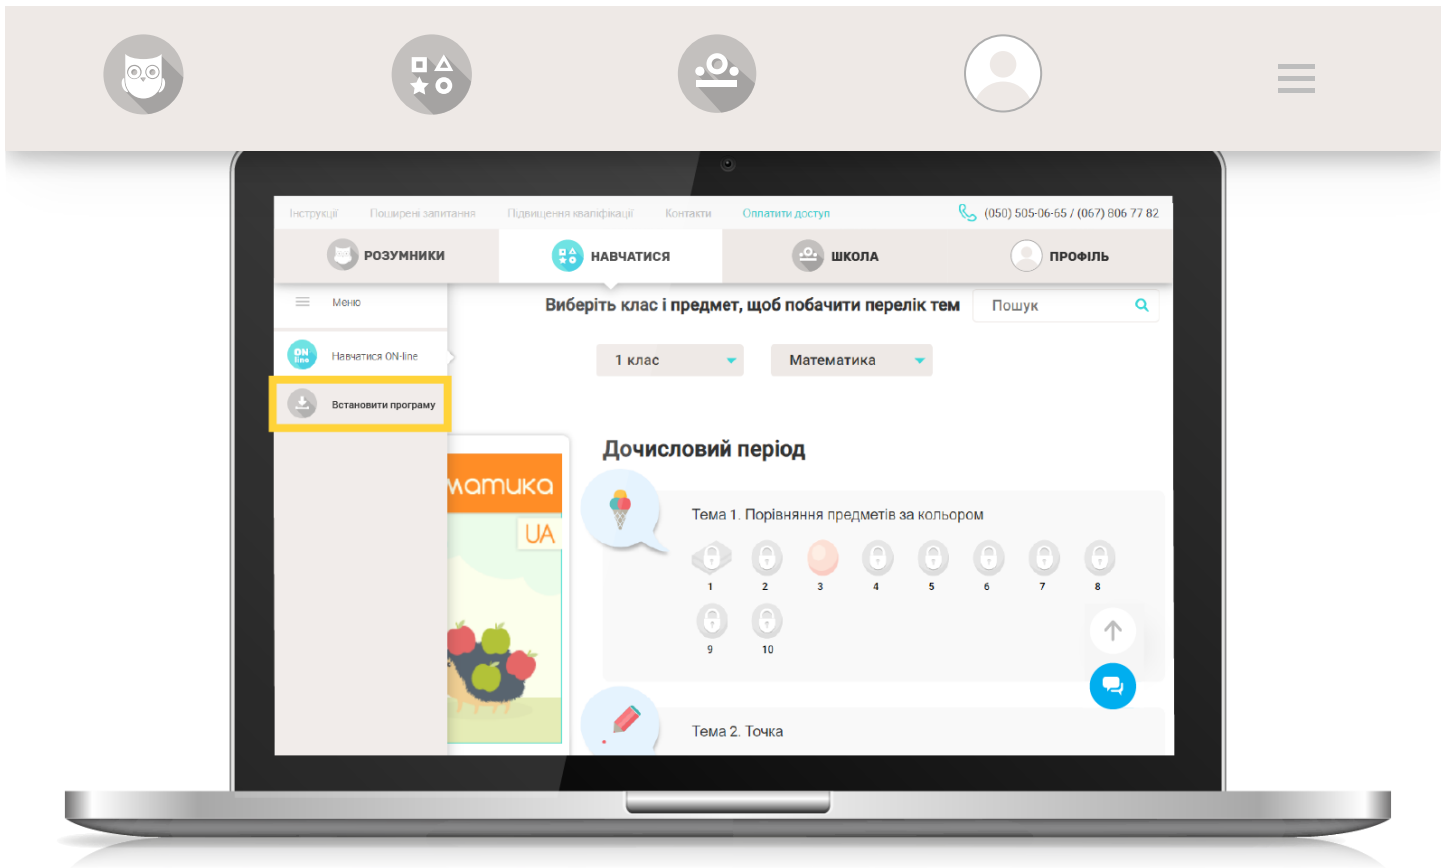 Інструкції Поширені запитання Підвищення кваліфікації Контакти Оплатити доступ (050) 505-06-65 / (067) 806 77 82
РОЗУМНИКИ НАВЧАТИСЯ ШКОЛА ПРОФІЛЬ
Меню
Виберіть клас і предмет, щоб побачити перелік тем
Пошук
ON
line
Навчатися ON-line
1 клас Математика
Встановити програму
Дочисловий період
матика
UA
Тема 1. Порівняння предметів за кольором
1 2 3 4 5 6 7 8
9 10
Тема 2. Точка